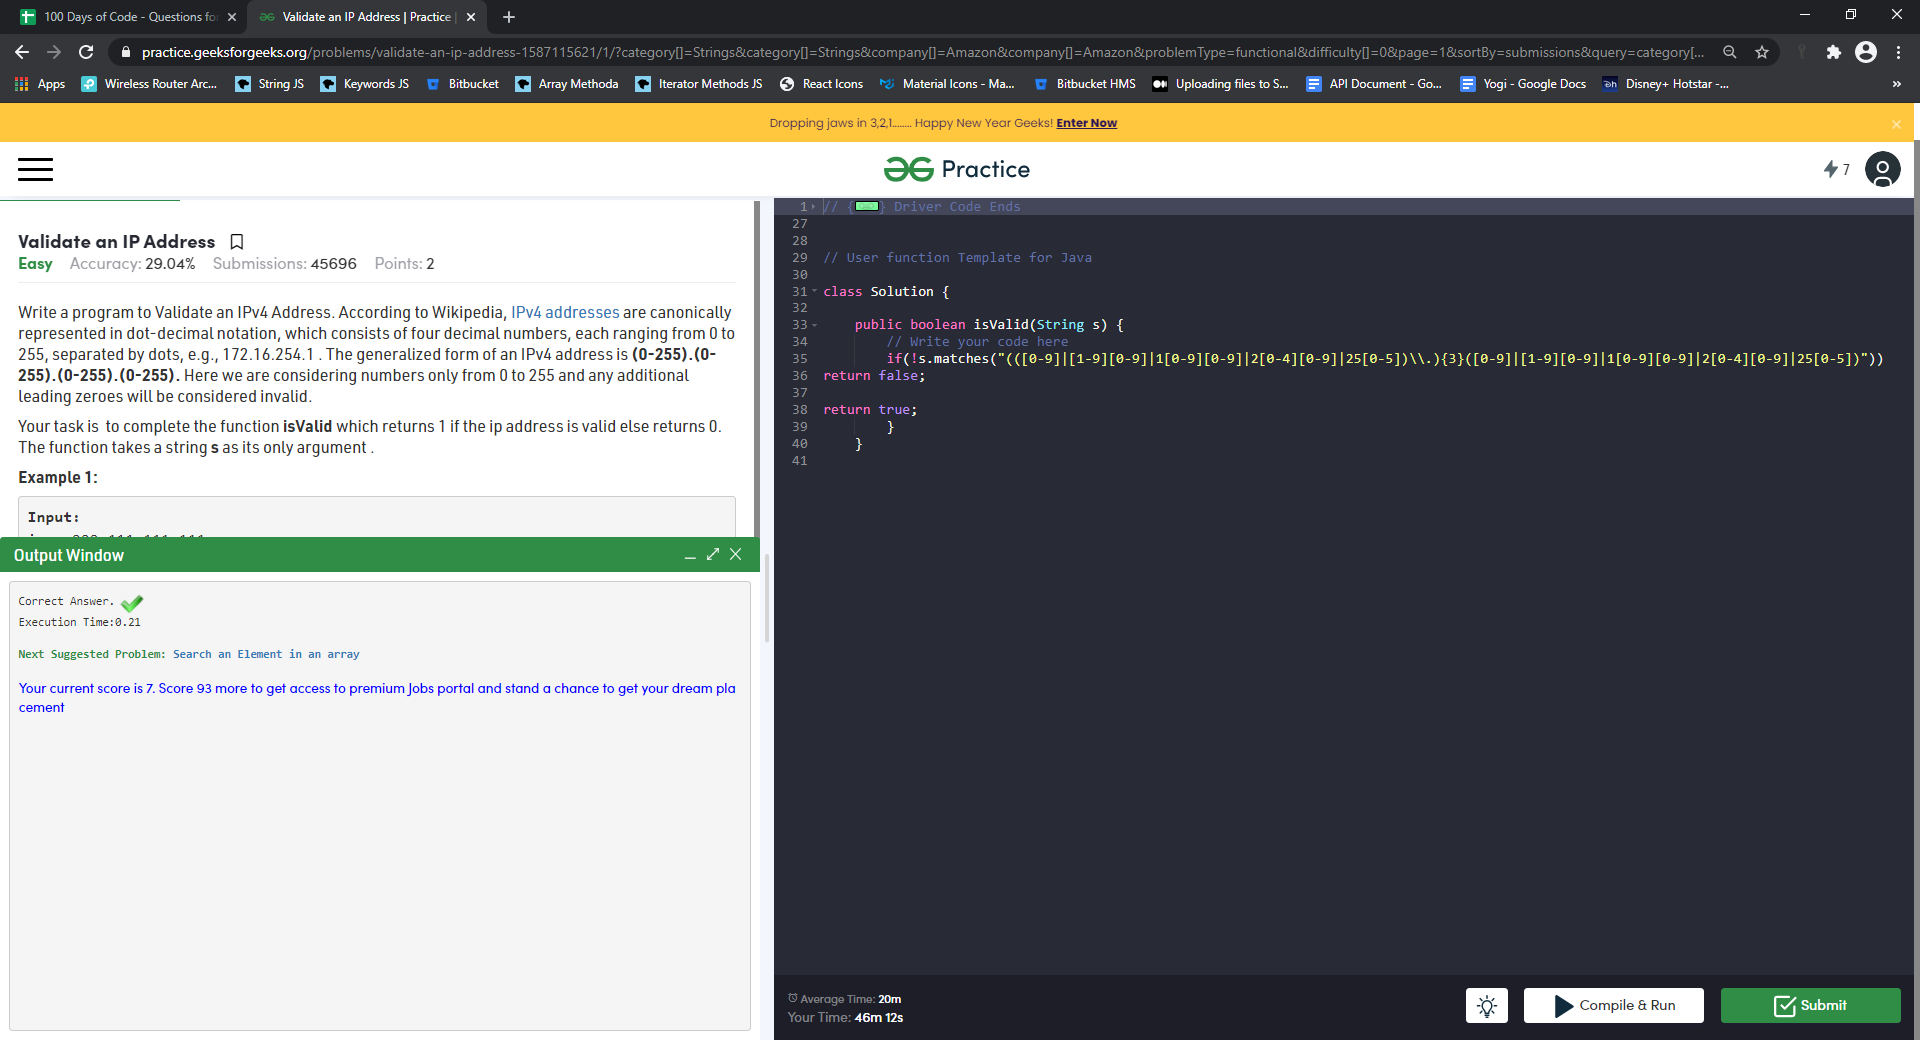 100 Days of Code - Questions for
Validate an IP Address | Practice |
practice.geeksforgeeks.org/problems/validate-an-ip-address-1587115621/1/?category[]=Strings&category[]=Strings&company[]=Amazon&company[]=Amazon&problemType=functional&difficulty[]=0&page=1&sortBy=submissions&query=category[...
Apps Wireless Router Arc... String JS Keywords JS Bitbucket Array Methoda Iterator Methods JS React Icons Material Icons - Ma... Bitbucket HMS Uploading files to S... API Document - Go... Yogi - Google Docs Disney+ Hotstar -... »
Dropping jaws in 3,2,1........ Happy New Year Geeks! Enter Now
Practice
7
Validate an IP Address
Easy Accuracy: 29.04% Submissions: 45696 Points: 2
Write a program to Validate an IPv4 Address. According to Wikipedia, IPv4 addresses are canonically
represented in dot-decimal notation, which consists of four decimal numbers, each ranging from 0 to
255, separated by dots, e.g., 172.16.254.1 . The generalized form of an IPv4 address is (0-255).(0-
255).(0-255).(0-255). Here we are considering numbers only from 0 to 255 and any additional
leading zeroes will be considered invalid.
Your task is to complete the function isValid which returns 1 if the ip address is valid else returns 0.
The function takes a string s as its only argument .
Example 1:
Input:
Output Window
Correct Answer.
Execution Time:0.21
Next Suggested Problem: Search an Element in an array
Your current score is 7. Score 93 more to get access to premium Jobs portal and stand a chance to get your dream pla
cement
1 // { } Driver Code Ends
27
28
29 // User function Template for Java
30
31 class Solution {
32
33 public boolean isValid(String s) {
34 // Write your code here
35 if(!s.matches("(([0-9]|[1-9][0-9]|1[0-9][0-9]|2[0-4][0-9]|25[0-5])\\.){3}([0-9]|[1-9][0-9]|1[0-9][0-9]|2[0-4][0-9]|25[0-5])"))
36 return false;
37
38 return true;
39 }
40 }
41
Average Time: 20m
Your Time: 46m 12s
Compile & Run
Submit